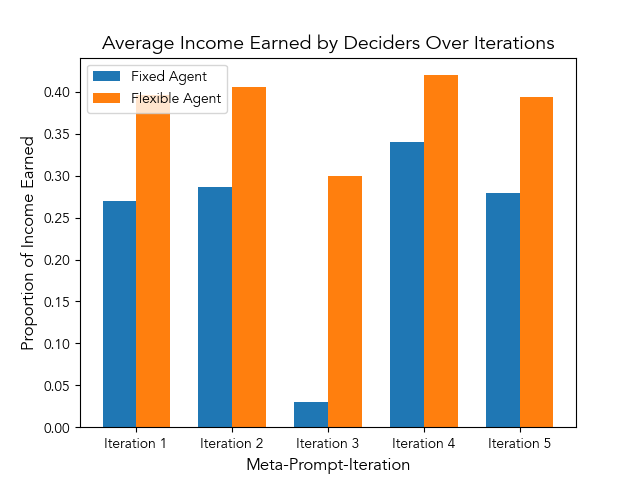 Average Income Earned by Deciders Over Iterations
Fixed Agent
Flexible Agent
Proportion of Income Earned
0.40
0.35
0.30
0.25
0.20
0.15
0.10
0.05
0.00
Iteration 1 Iteration 2 Iteration 3 Iteration 4 Iteration 5
Meta-Prompt-Iteration